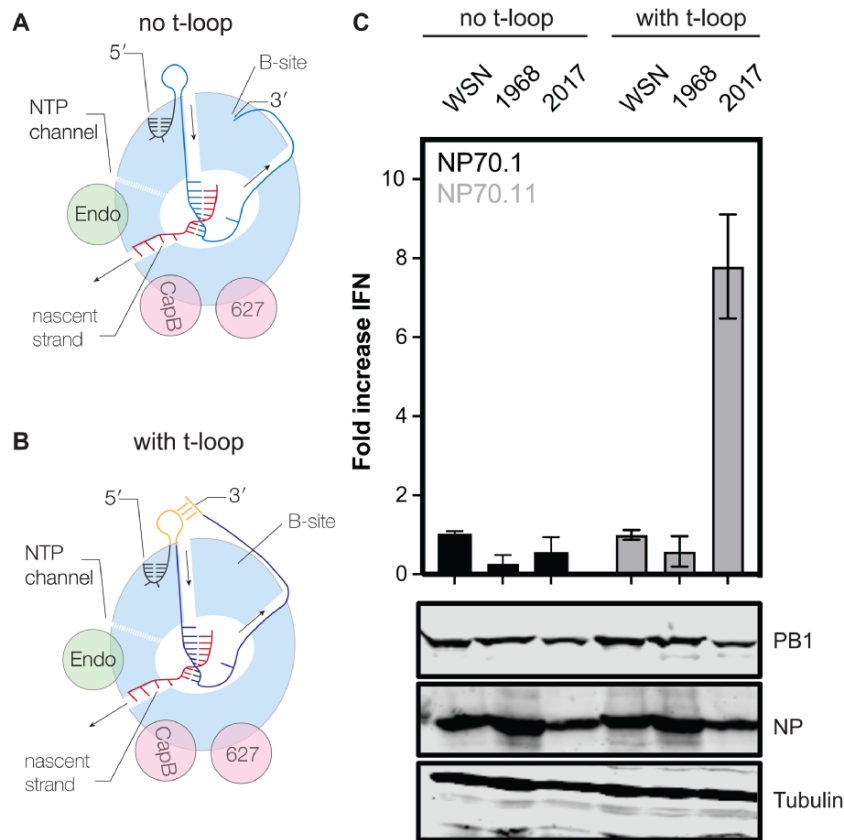 A
no t-loop
5′
B-site
3′
NTP
channel
Endo
nascent
strand
CapB
627
B
with t-loop
5′
3′
B-site
NTP
channel
Endo
nascent
strand
CapB
627
C
no t-loop
with t-loop
WSN
1968
2017
WSN
1968
2017
NP70.1
NP70.11
Fold increase IFN
10
8
6
4
2
0
PB1
NP
Tubulin